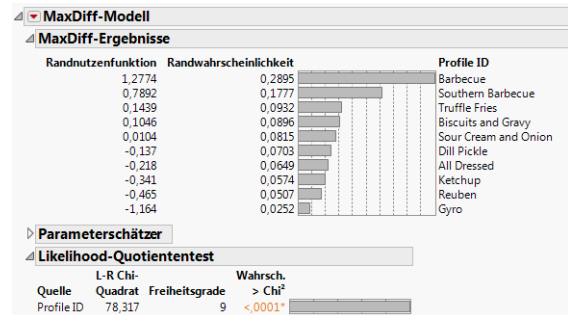 MaxDiff-Modell
MaxDiff-Ergebnisse
Randnutzenfunktion Randwahrscheinlichkeit Profile ID
1,2774 0,2895 Barbecue
0,7892 0,1777 Southern Barbecue
0,1439 0,0932 Truffle Fries
0,1046 0,0896 Biscuits and Gravy
0,0104 0,0815 Sour Cream and Onion
-0,137 0,0703 Dill Pickle
-0,218 0,0649 All Dressed
-0,341 0,0574 Ketchup
-0,465 0,0507 Reuben
-1,164 0,0252 Gyro
Parameterschätzer
Likelihood-Quotiententest
L-R Chi- Wahrsch.
Quelle Quadrat Freiheitsgrade > Chi²
Profile ID 78,317 9 <,0001*